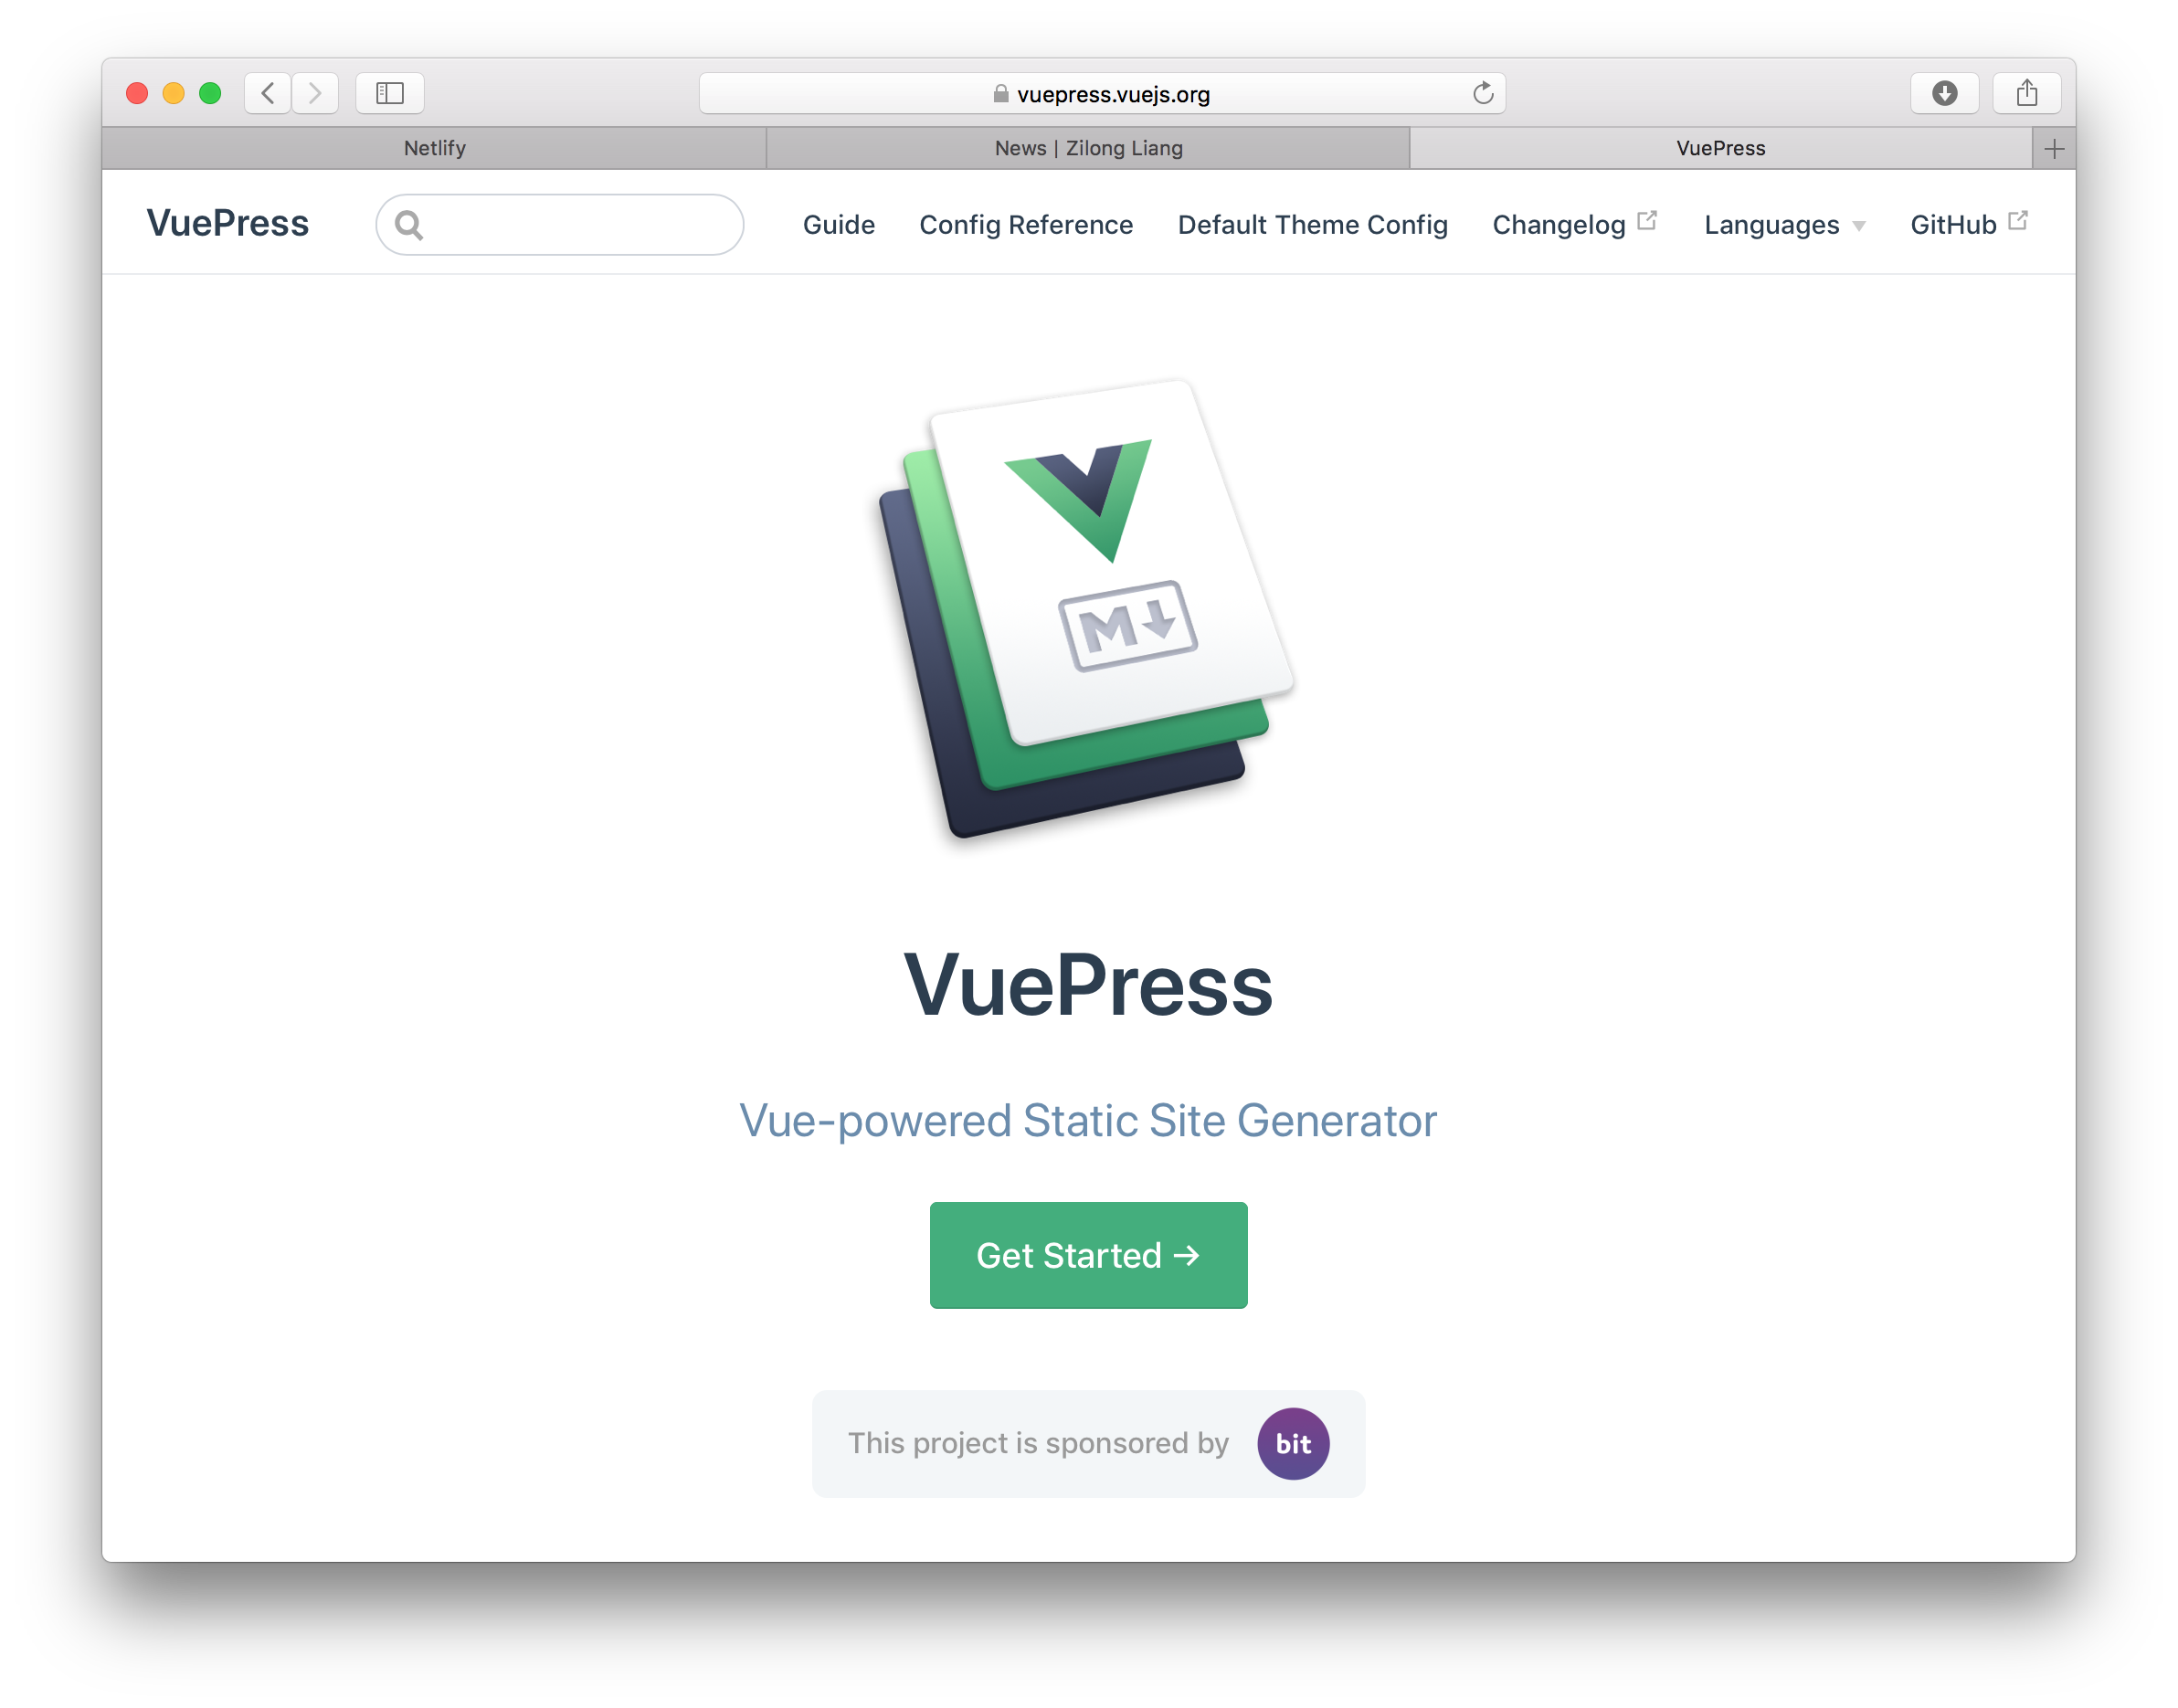 vuepress.vuejs.org
Netlify
News | Zilong Liang
VuePress
VuePress
Guide
Config Reference
Default Theme Config
Changelog
Languages
GitHub
M
VuePress
Vue-powered Static Site Generator
Get Started →
This project is sponsored by
bit